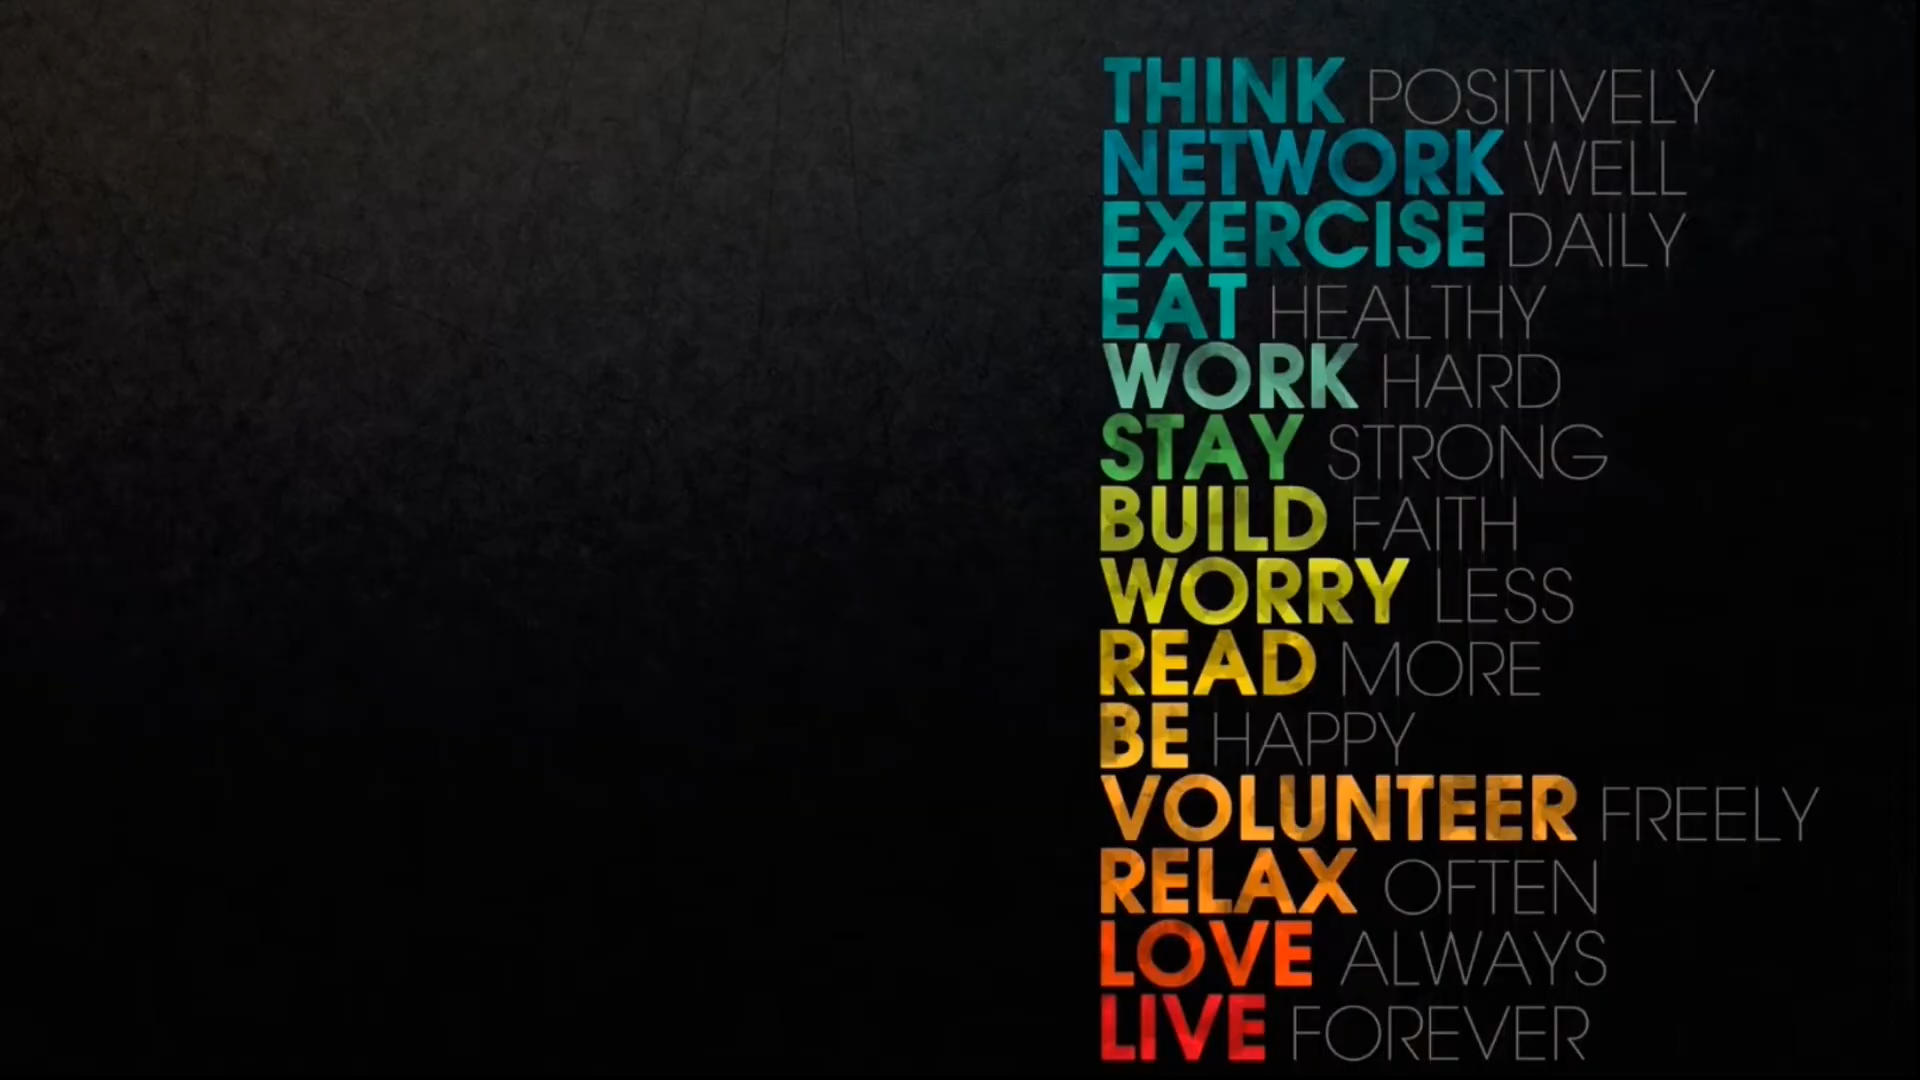 THINK POSITIVELY
NETWORK WELL
EXERCISE DAILY
EAT HEALTHY
WORK HARD
STAY STRONG
BUILD FAITH
WORRY LESS
READ MORE
BE HAPPY
VOLUNTEER FREELY
RELAX OFTEN
LOVE ALWAYS
LIVE FOREVER